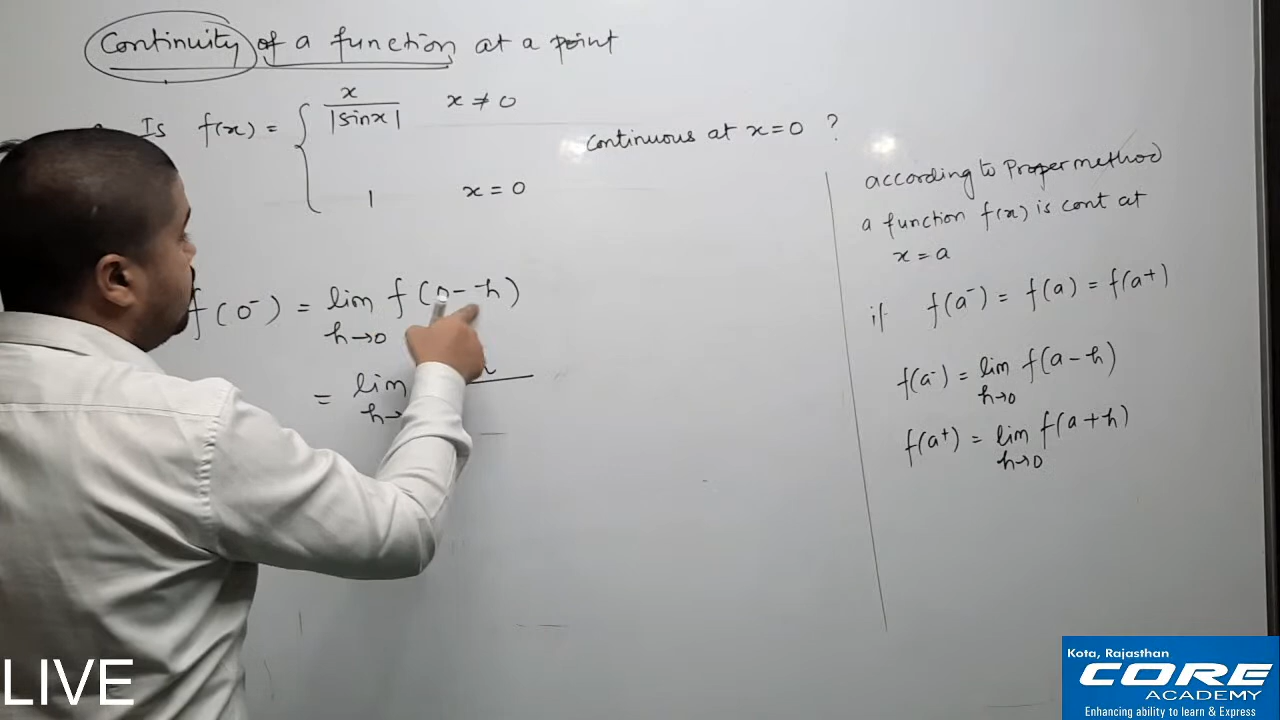 Continuity of a function at a point
Is f(x) = { x / |sinx| x ≠ 0
1 x = 0
continuous at x = 0 ?
f(0⁻) = lim f(0 - h)
h→0
= lim
h→
according to Proper method
a function f(x) is cont at
x = a
if f(a⁻) = f(a) = f(a⁺)
f(a⁻) = lim f(a - h)
h→0
f(a⁺) = lim f(a + h)
h→0
LIVE
Kota, Rajasthan
CORE
ACADEMY
Enhancing ability to learn & Express